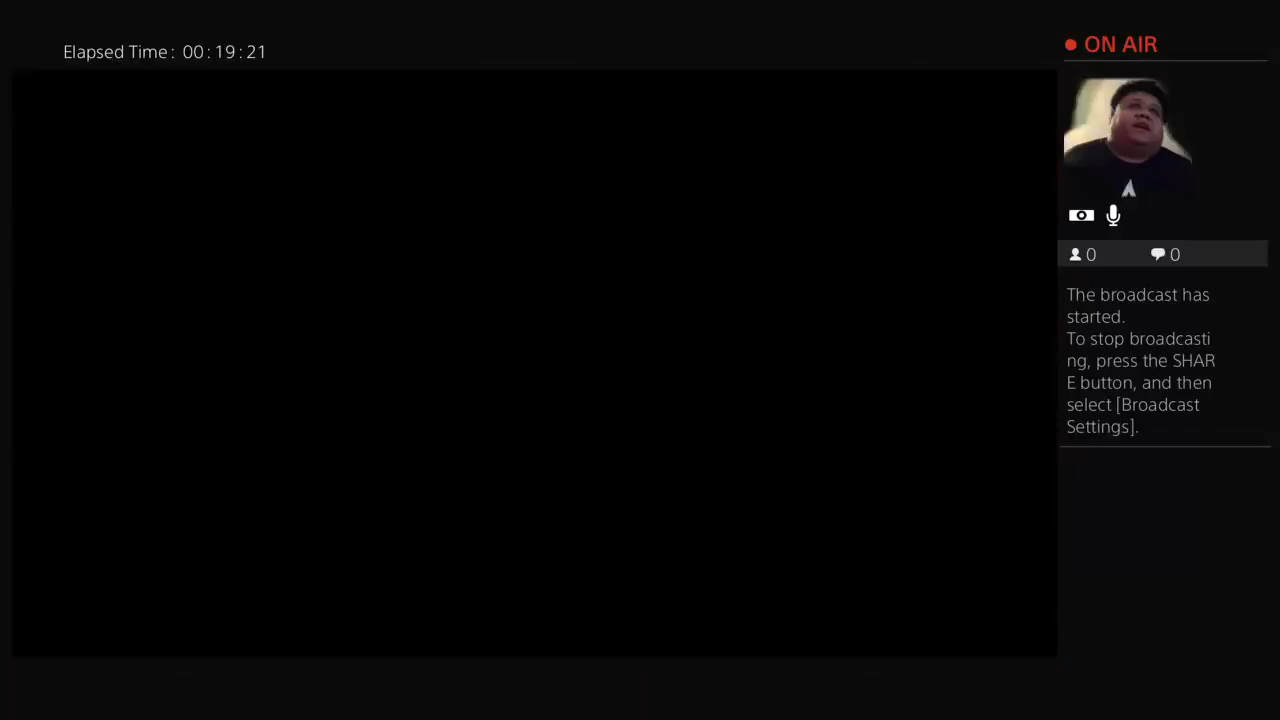 Elapsed Time: 00:19:21
ON AIR
0 0
The broadcast has
started.
To stop broadcasti
ng, press the SHAR
E button, and then
select [Broadcast
Settings].